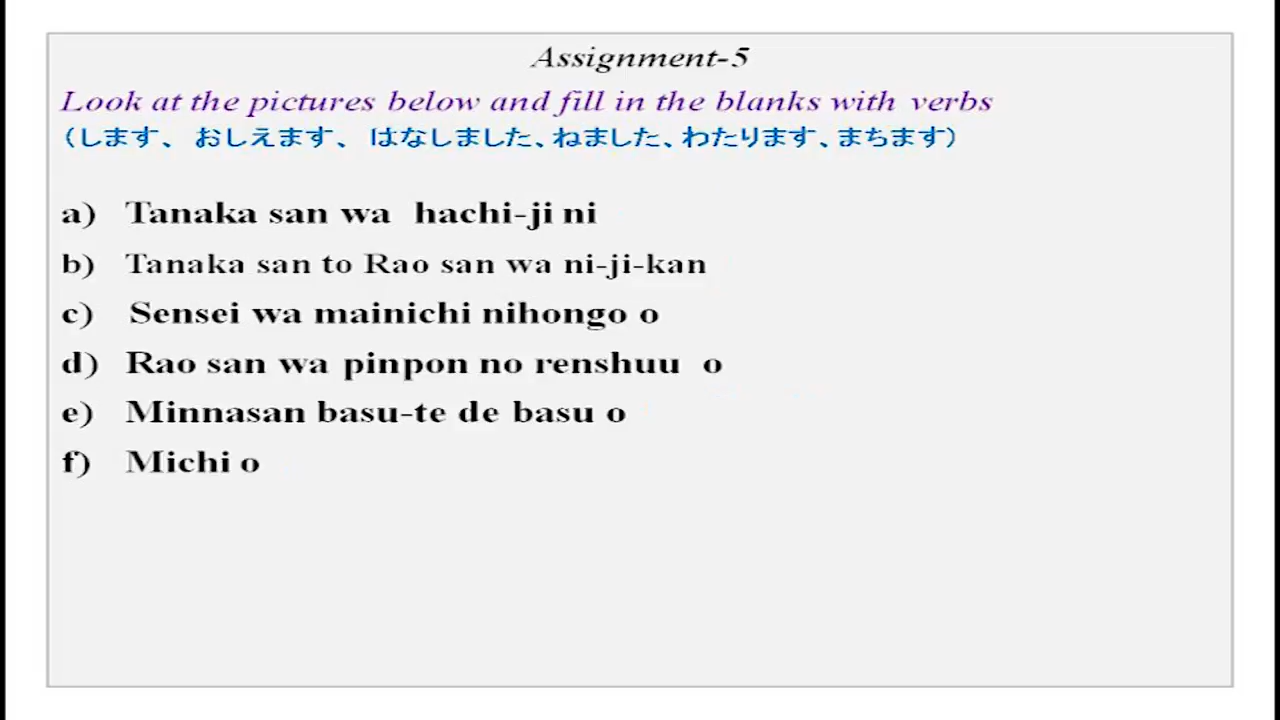 Assignment-5
Look at the pictures below and fill in the blanks with verbs
(します、 おしえます、 はなしました、ねました、わたります、まちます)
a) Tanaka san wa hachi-ji ni
b) Tanaka san to Rao san wa ni-ji-kan
c) Sensei wa mainichi nihongo o
d) Rao san wa pinpon no renshuu o
e) Minnasan basu-te de basu o
f) Michi o